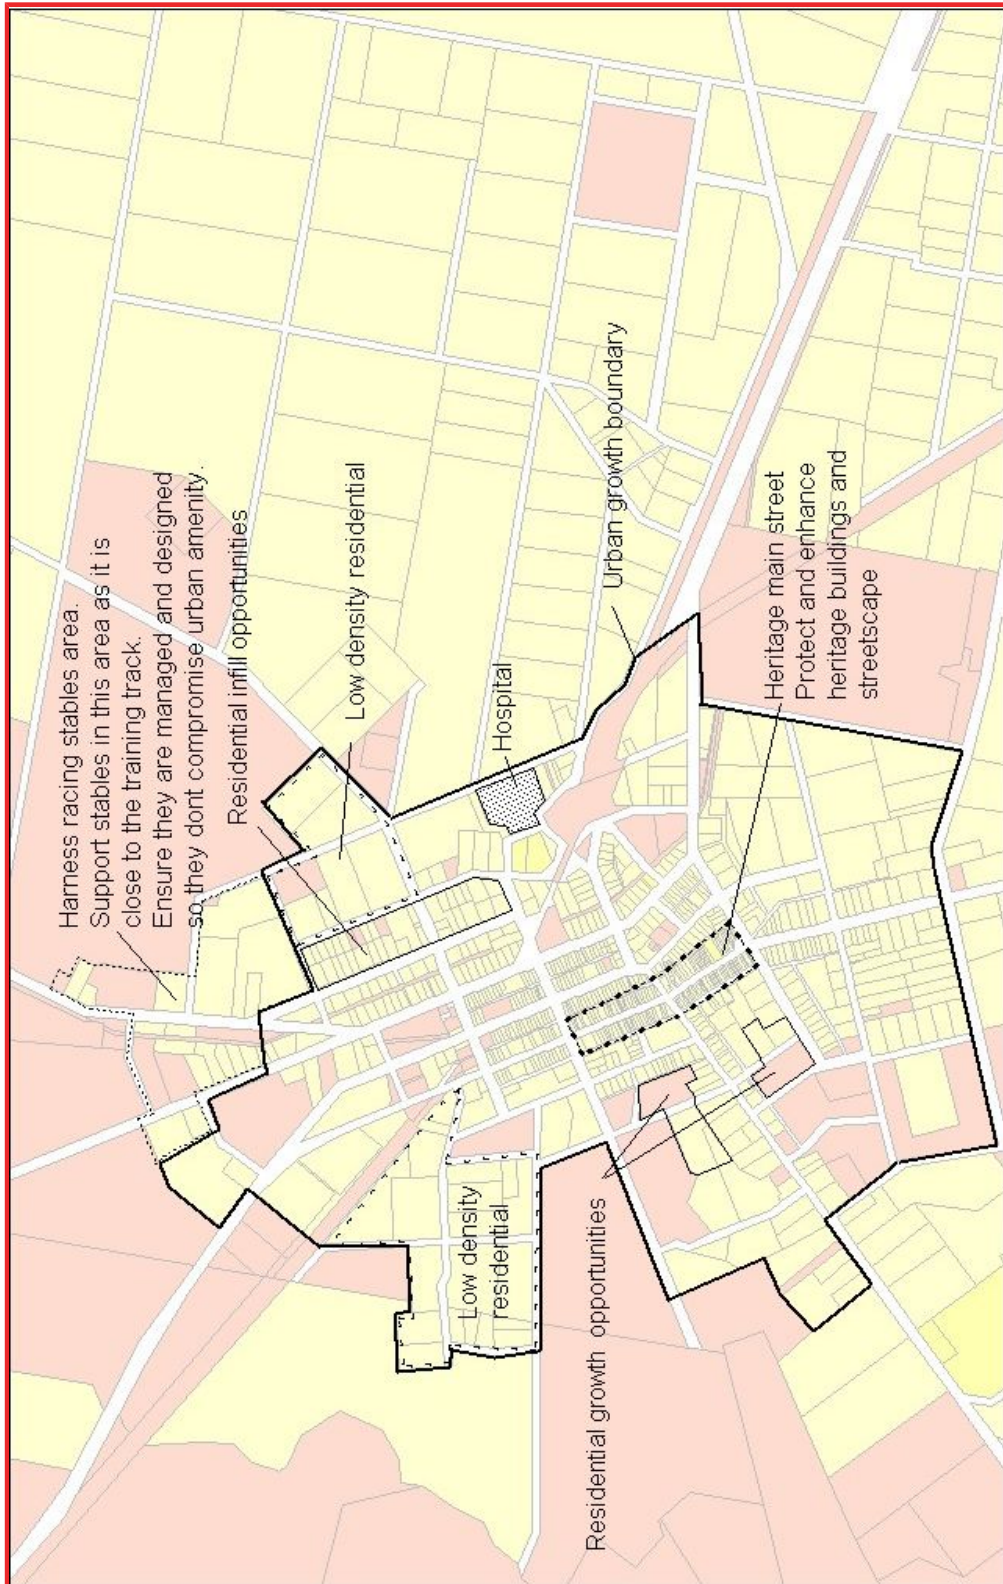 Harness racing stables area.
Support stables in this area as it is
close to the training track.
Ensure they are managed and designed
so they dont compromise urban amenity.
Residential infill opportunities
Low density residential
Hospital
Urban growth boundary
Low density
residential
Residential growth opportunities
Heritage main street
Protect and enhance
heritage buildings and
streetscape